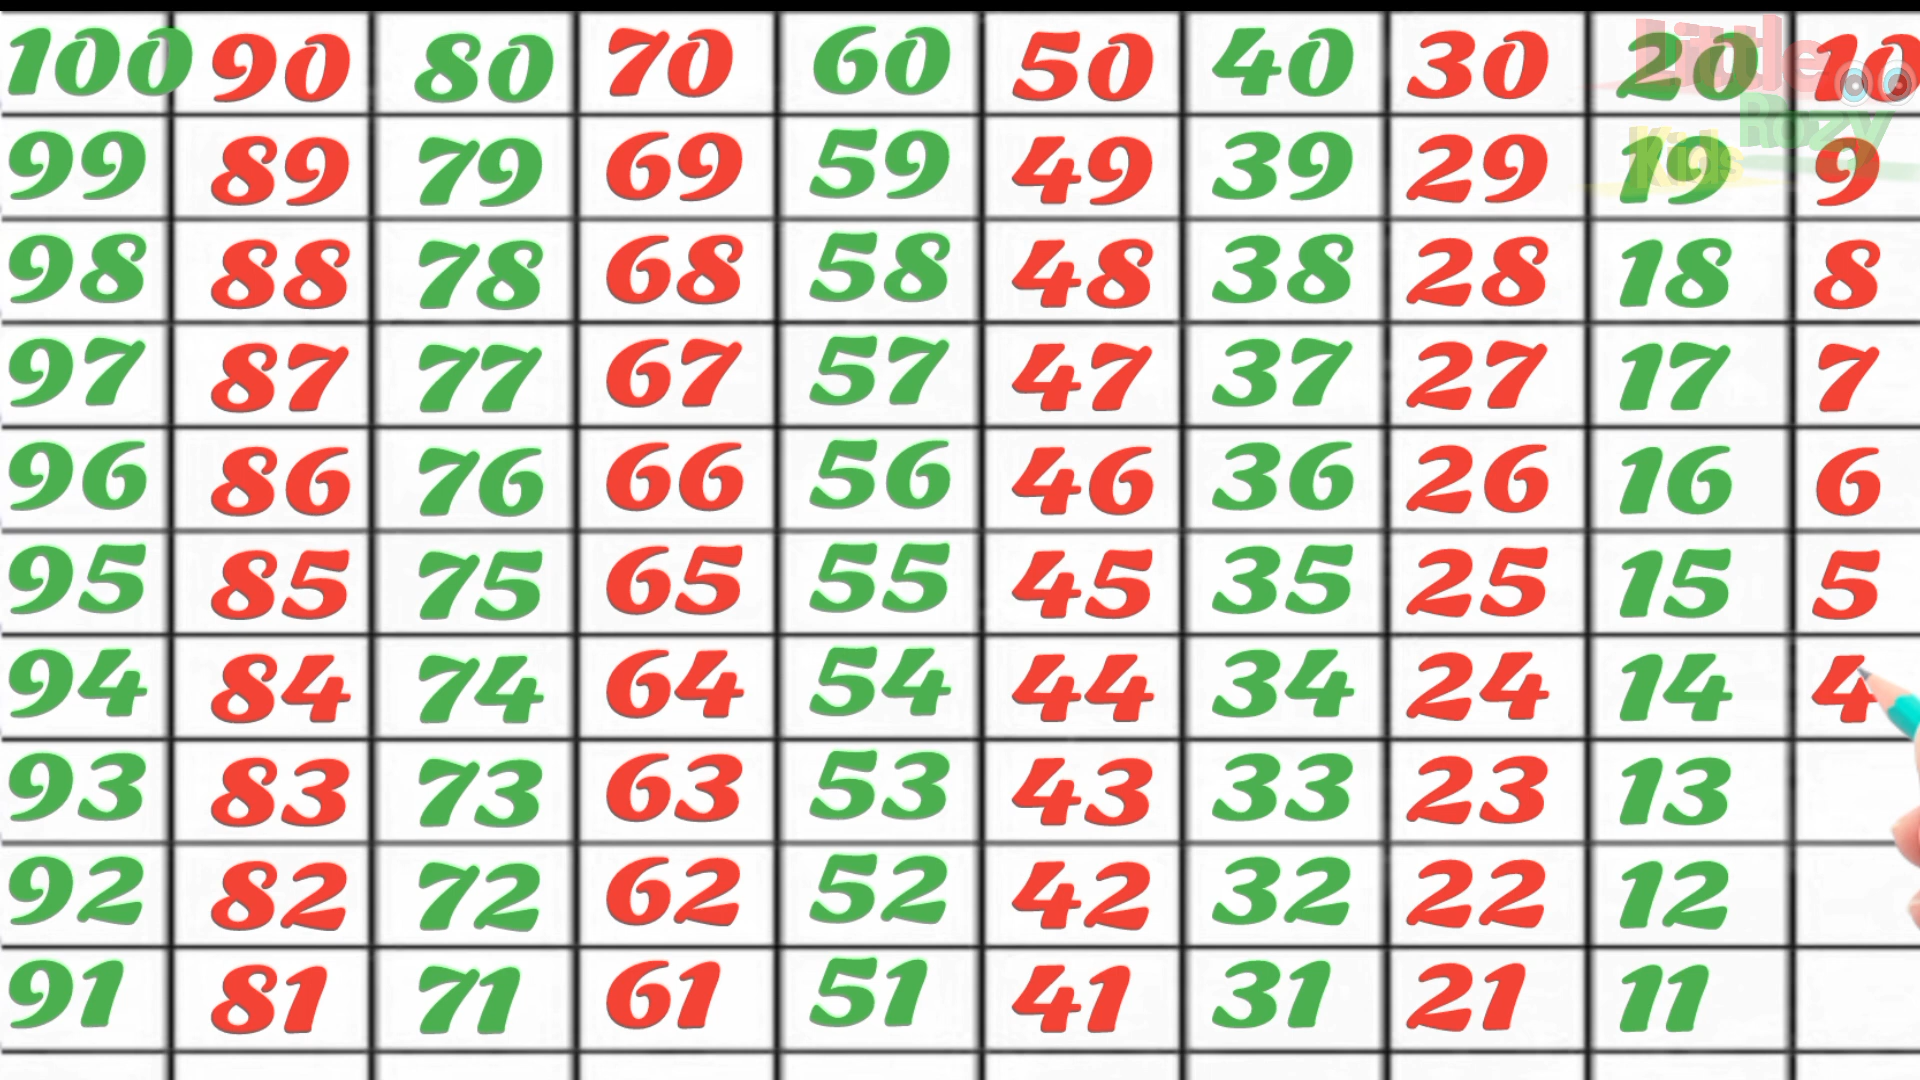 100 90 80 70 60 50 40 30 20 10
99 89 79 69 59 49 39 29 19 9
98 88 78 68 58 48 38 28 18 8
97 87 77 67 57 47 37 27 17 7
96 86 76 66 56 46 36 26 16 6
95 85 75 65 55 45 35 25 15 5
94 84 74 64 54 44 34 24 14 4
93 83 73 63 53 43 33 23 13
92 82 72 62 52 42 32 22 12
91 81 71 61 51 41 31 21 11
Little
Rozy
Kids